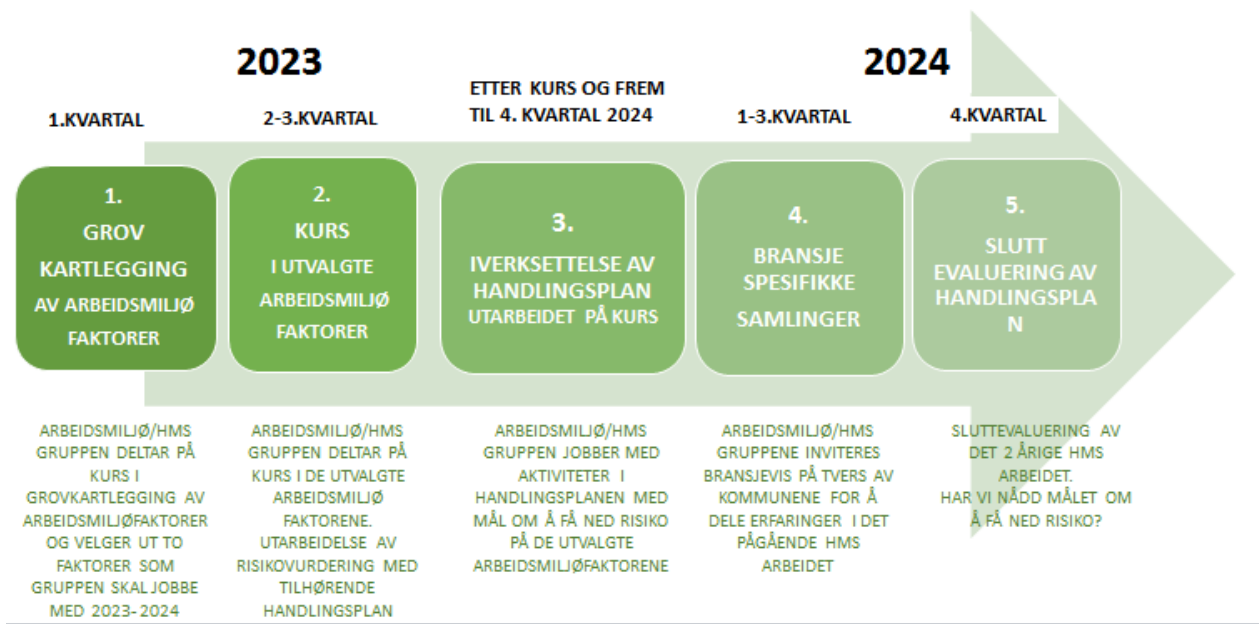 2023
2024
1.KVARTAL
2-3.KVARTAL
ETTER KURS OG FREM
TIL 4. KVARTAL 2024
1-3.KVARTAL
4.KVARTAL
1.
GROV
KARTLEGGING
AV ARBEIDSMILJØ
FAKTORER
2.
KURS
I UTVALGTE
ARBEIDSMILJØ
FAKTORER
3.
IVERKSETTELSE AV
HANDLINGSPLAN
UTARBEIDET PÅ KURS
4.
BRANSJE
SPESIFIKKE
SAMLINGER
5.
SLUTT
EVALUERING AV
HANDLINGSPLA
N
ARBEIDSMILJØ/HMS
GRUPPEN DELTAR PÅ
KURS I
GROVKARTLEGGING AV
ARBEIDSMILJØFAKTORER
OG VELGER UT TO
FAKTORER SOM
GRUPPEN SKAL JOBBE
MED 2023-2024
ARBEIDSMILJØ/HMS
GRUPPEN DELTAR PÅ
KURS I DE UTVALGTE
ARBEIDSMILJØ
FAKTORENE.
UTARBEIDELSE AV
RISIKOVURDERING MED
TILHØRENDE
HANDLINGSPLAN
ARBEIDSMILJØ/HMS
GRUPPEN JOBBER MED
AKTIVITETER I
HANDLINGSPLANEN MED
MÅL OM Å FÅ NED RISIKO
PÅ DE UTVALGTE
ARBEIDSMILJØFAKTORENE
ARBEIDSMILJØ/HMS
GRUPPENE INVITERES
BRANSJEVIS PÅ TVERS AV
KOMMUNENE FOR Å
DELE ERFARINGER I DET
PÅGÅENDE HMS
ARBEIDET
SLUTTEVALUERING AV
DET 2 ÅRIGE HMS
ARBEIDET.
HAR VI NÅDD MÅLET OM
Å FÅ NED RISIKO?